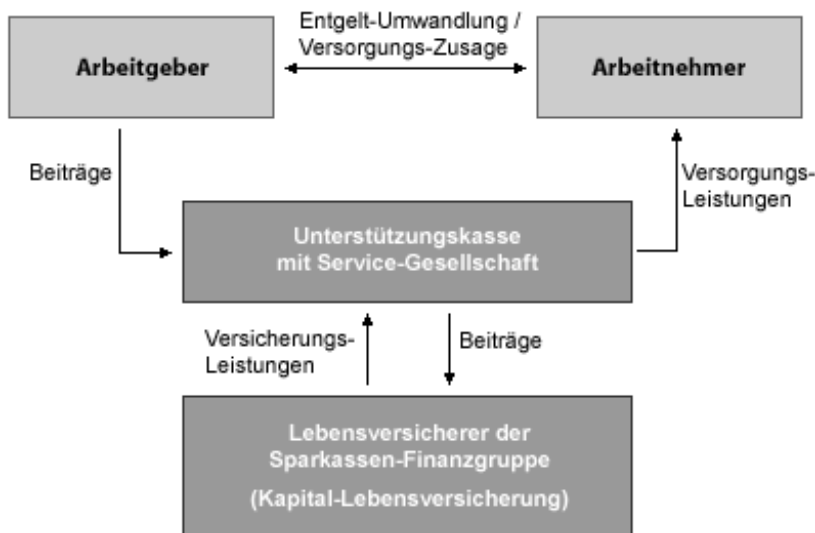 Entgelt-Umwandlung /
Versorgungs-Zusage
Arbeitgeber
Arbeitnehmer
Beiträge
Versorgungs-
Leistungen
Unterstützungskasse
mit Service-Gesellschaft
Versicherungs-
Leistungen
Beiträge
Lebensversicherer der
Sparkassen-Finanzgruppe
(Kapital-Lebensversicherung)